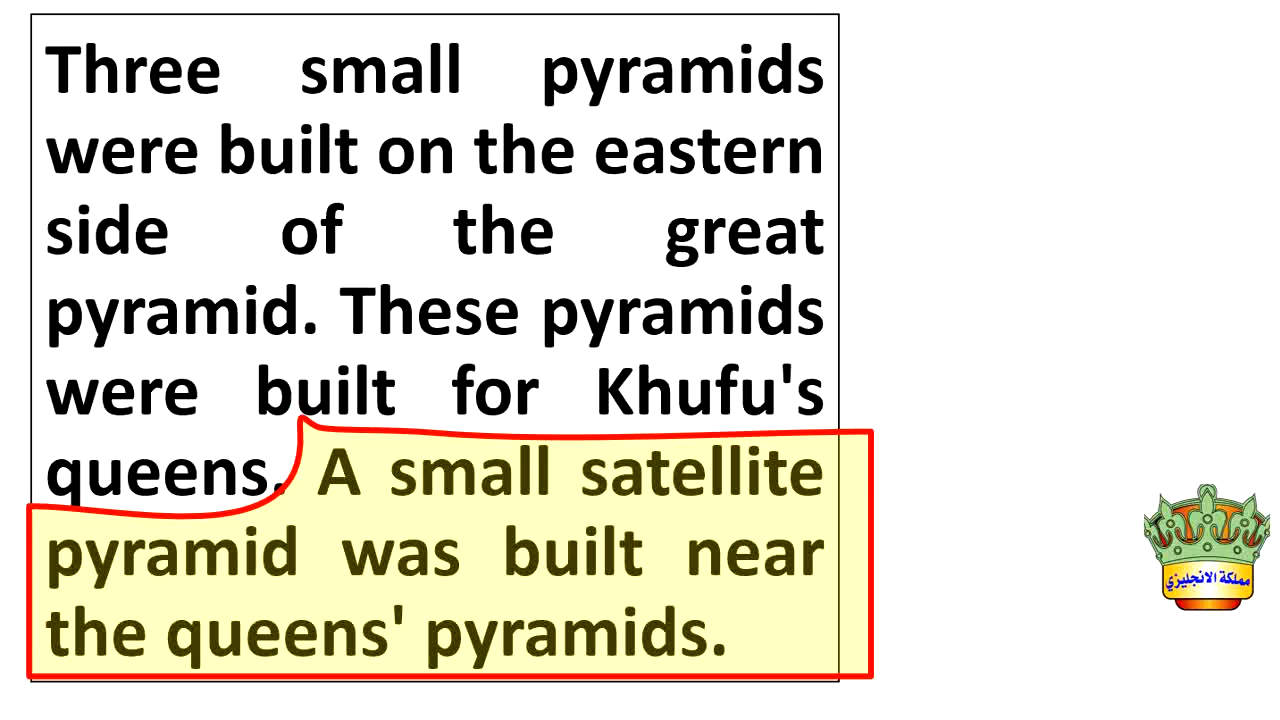 Three small pyramids
were built on the eastern
side of the great
pyramid. These pyramids
were built for Khufu's
queens. A small satellite
pyramid was built near
the queens' pyramids.
مملكة الانجليزي